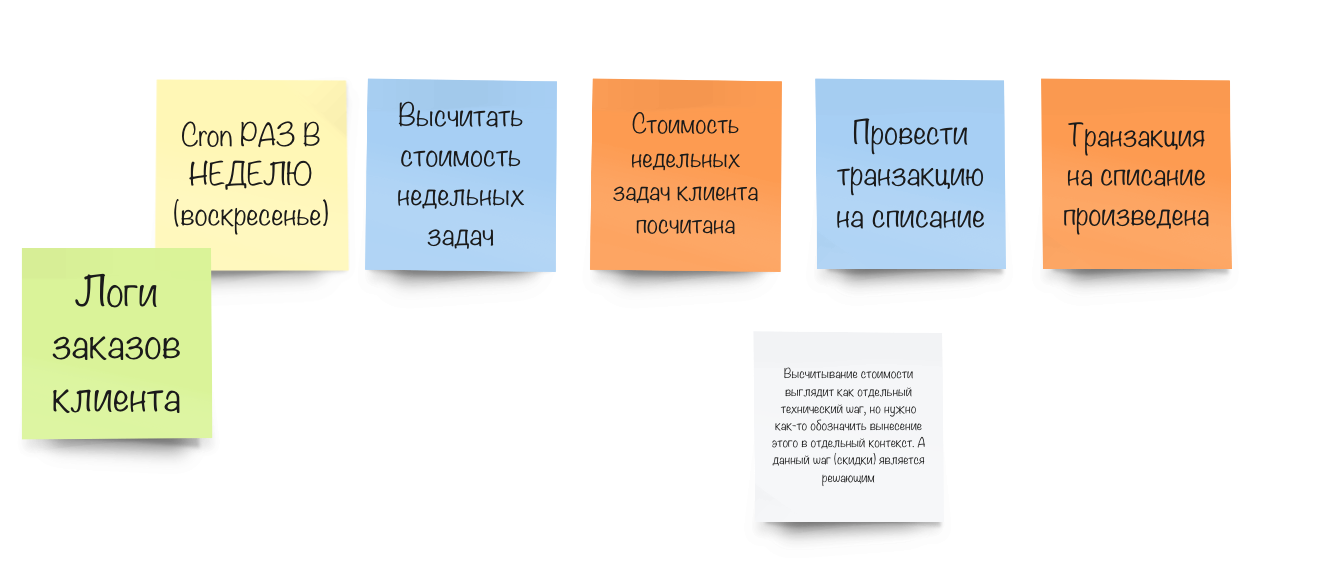 Cron РАЗ В
НЕДЕЛЮ
(воскресенье)
Высчитать
стоимость
недельных
задач
Стоимость
недельных
задач клиента
посчитана
Провести
транзакцию
на списание
Транзакция
на списание
произведена
Логи
заказов
клиента
Высчитывание стоимости
выглядит как отдельный
технический шаг, но нужно
как-то обозначить вынесение
этого в отдельный контекст. А
данный шаг (скидки) является
решающим